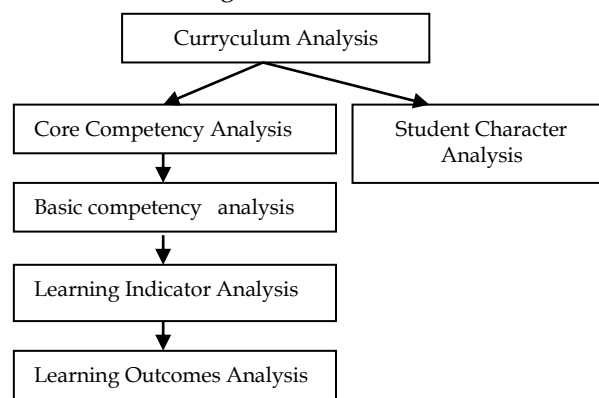 Curryculum Analysis
Core Competency Analysis
Student Character
Analysis
Basic competency analysis
Learning Indicator Analysis
Learning Outcomes Analysis